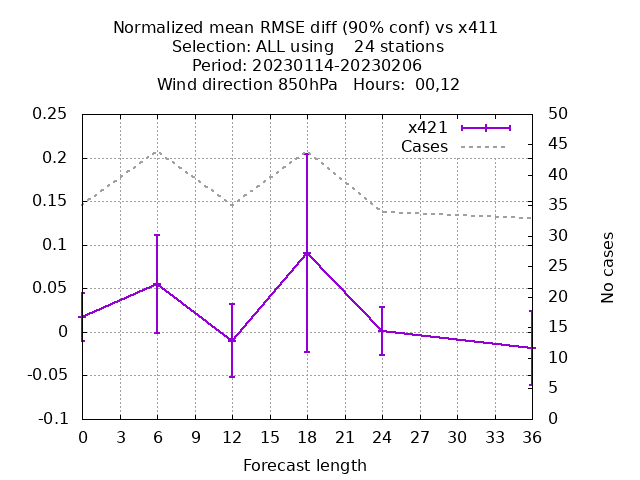 Normalized mean RMSE diff (90% conf) vs x411
Selection: ALL using    24 stations
Period: 20230114-20230206
Wind direction 850hPa   Hours:  00,12
0.25
0.2
0.15
0.1
0.05
0
-0.05
-0.1
50
45
40
35
30
25
20
15
10
5
0
x421
Cases
No cases
0 3 6 9 12 15 18 21 24 27 30 33 36
Forecast length